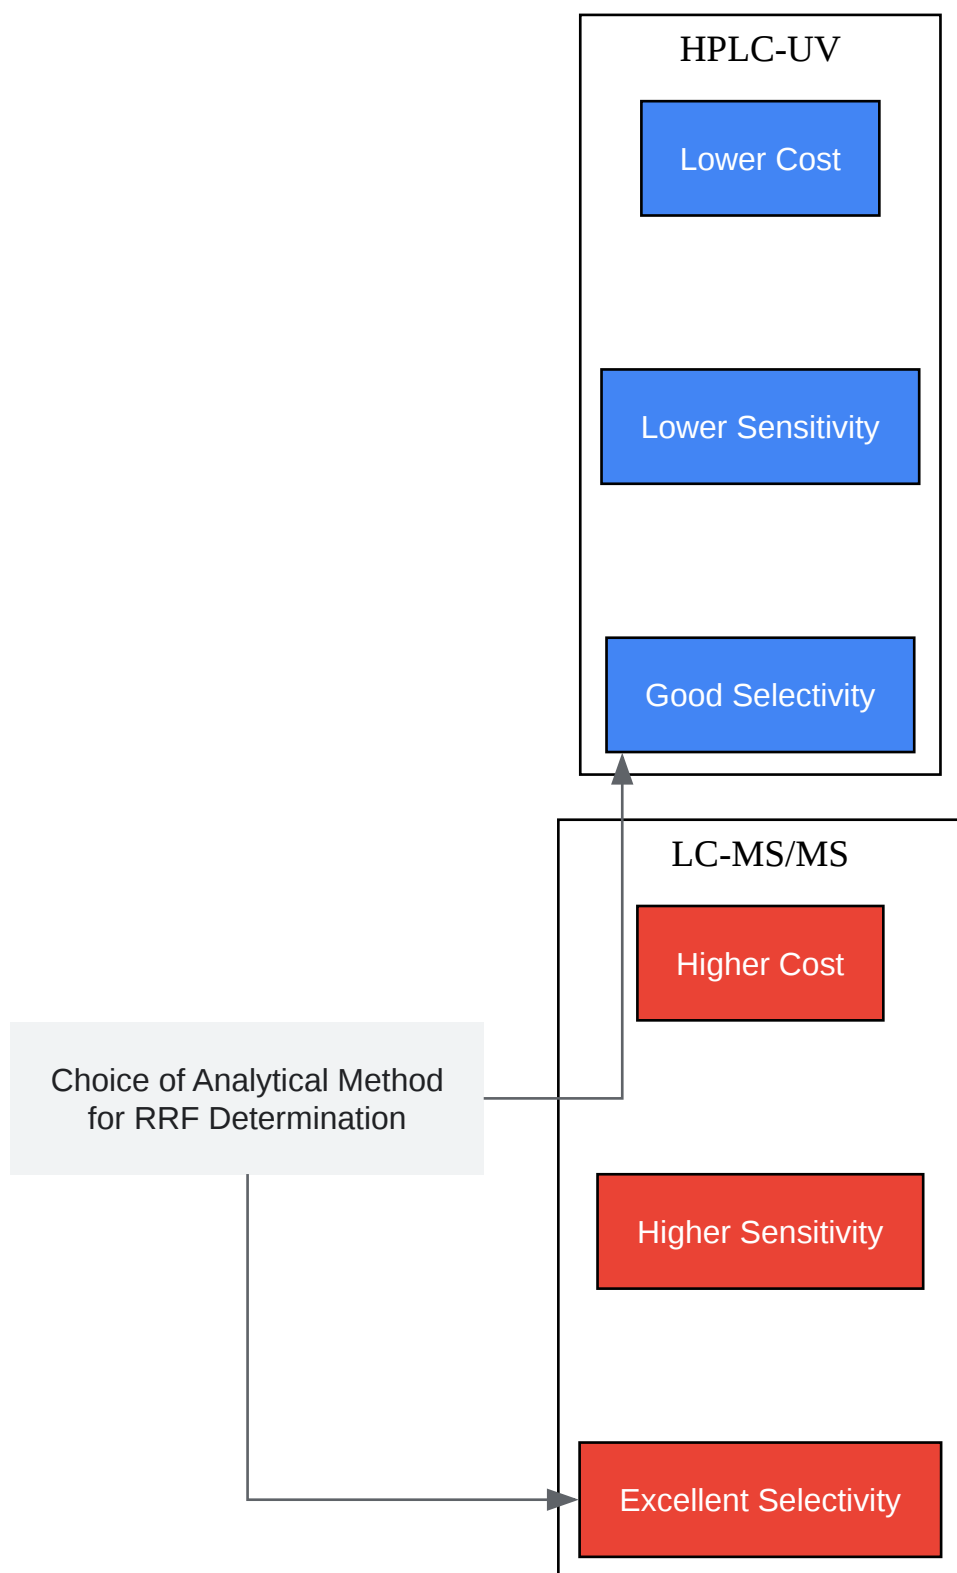 HPLC-UV
Lower Cost
Lower Sensitivity
Good Selectivity
LC-MS/MS
Higher Cost
Choice of Analytical Method
for RRF Determination
Higher Sensitivity
Excellent Selectivity